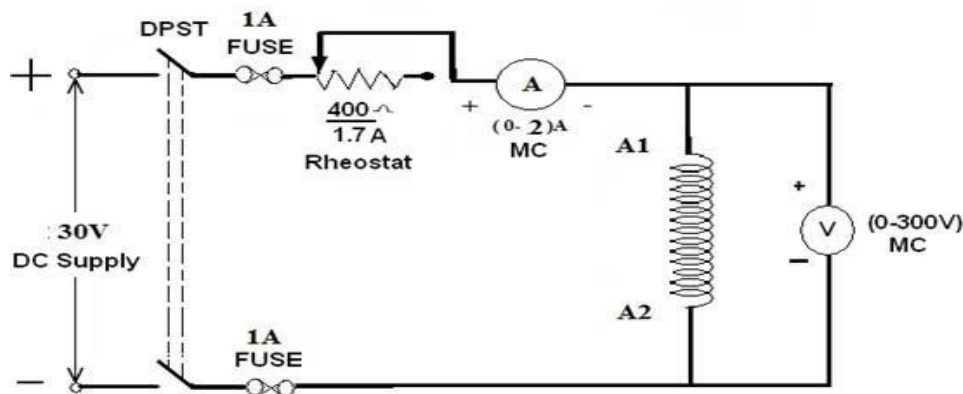 DPST
1A
FUSE
+
400 Ω
1.7 A
Rheostat
A
+ -
(0- 2)A
MC
A1
A2
+
V
−
(0-300V)
MC
: 30V
DC Supply
1A
FUSE
−